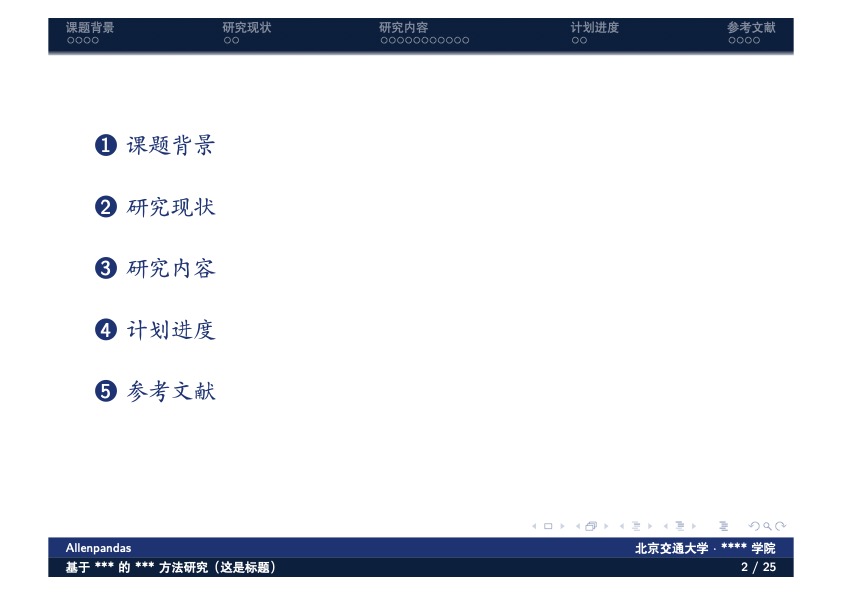 课题背景 研究现状 研究内容 计划进度 参考文献
1 课题背景
2 研究现状
3 研究内容
4 计划进度
5 参考文献
Allenpandas 北京交通大学 · **** 学院
基于 *** 的 *** 方法研究（这是标题） 2 / 25